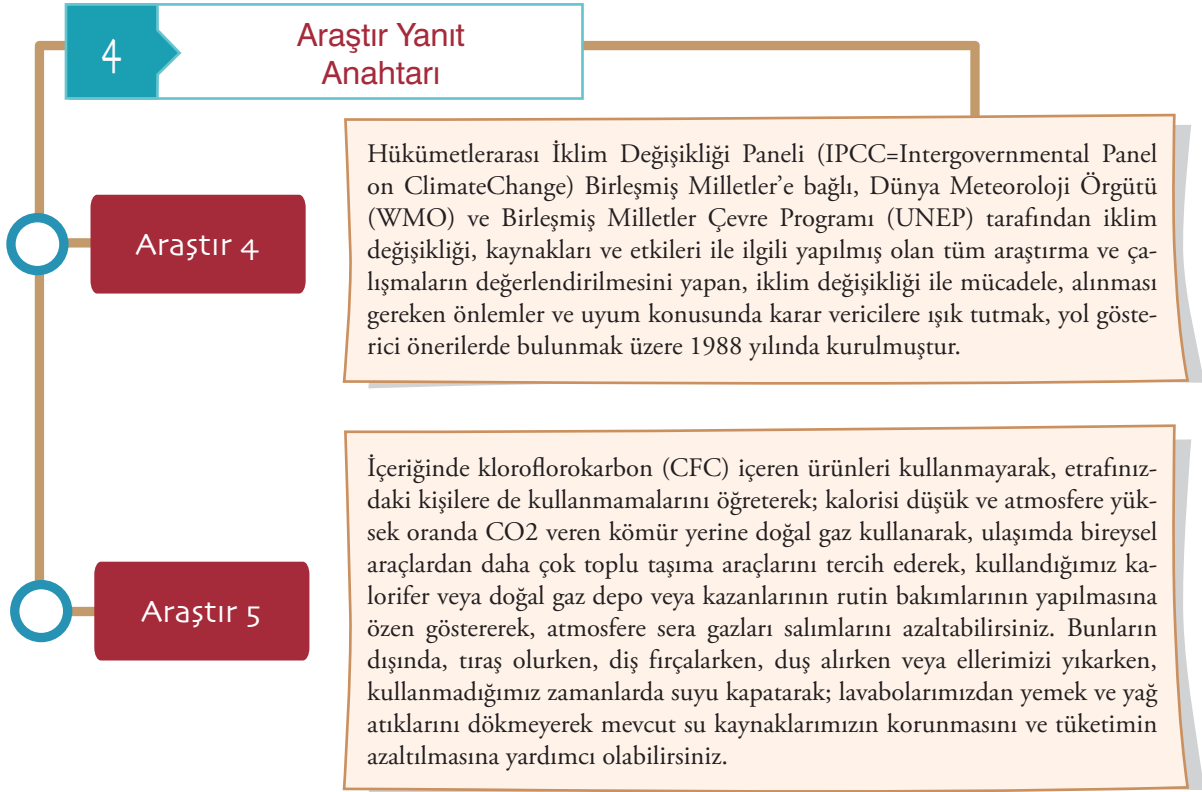 4
Araştır Yanıt
Anahtarı
Araştır 4
Hükümetlerarası İklim Değişikliği Paneli (IPCC=Intergovernmental Panel
on ClimateChange) Birleşmiş Milletler’e bağlı, Dünya Meteoroloji Örgütü
(WMO) ve Birleşmiş Milletler Çevre Programı (UNEP) tarafından iklim
değişikliği, kaynakları ve etkileri ile ilgili yapılmış olan tüm araştırma ve ça-
lışmaların değerlendirilmesini yapan, iklim değişikliği ile mücadele, alınması
gereken önlemler ve uyum konusunda karar vericilere ışık tutmak, yol göste-
rici önerilerde bulunmak üzere 1988 yılında kurulmuştur.
Araştır 5
İçeriğinde kloroflorokarbon (CFC) içeren ürünleri kullanmayarak, etrafınız-
daki kişilere de kullanmamalarını öğreterek; kalorisi düşük ve atmosfere yük-
sek oranda CO2 veren kömür yerine doğal gaz kullanarak, ulaşımda bireysel
araçlardan daha çok toplu taşıma araçlarını tercih ederek, kullandığımız ka-
lorifer veya doğal gaz depo veya kazanlarının rutin bakımlarının yapılmasına
özen göstererek, atmosfere sera gazları salımlarını azaltabilirsiniz. Bunların
dışında, tıraş olurken, diş fırçalarken, duş alırken veya ellerimizi yıkarken,
kullanmadığımız zamanlarda suyu kapatarak; lavabolarımızdan yemek ve yağ
atıklarını dökmeyerek mevcut su kaynaklarımızın korunmasını ve tüketimin
azaltılmasına yardımcı olabilirsiniz.